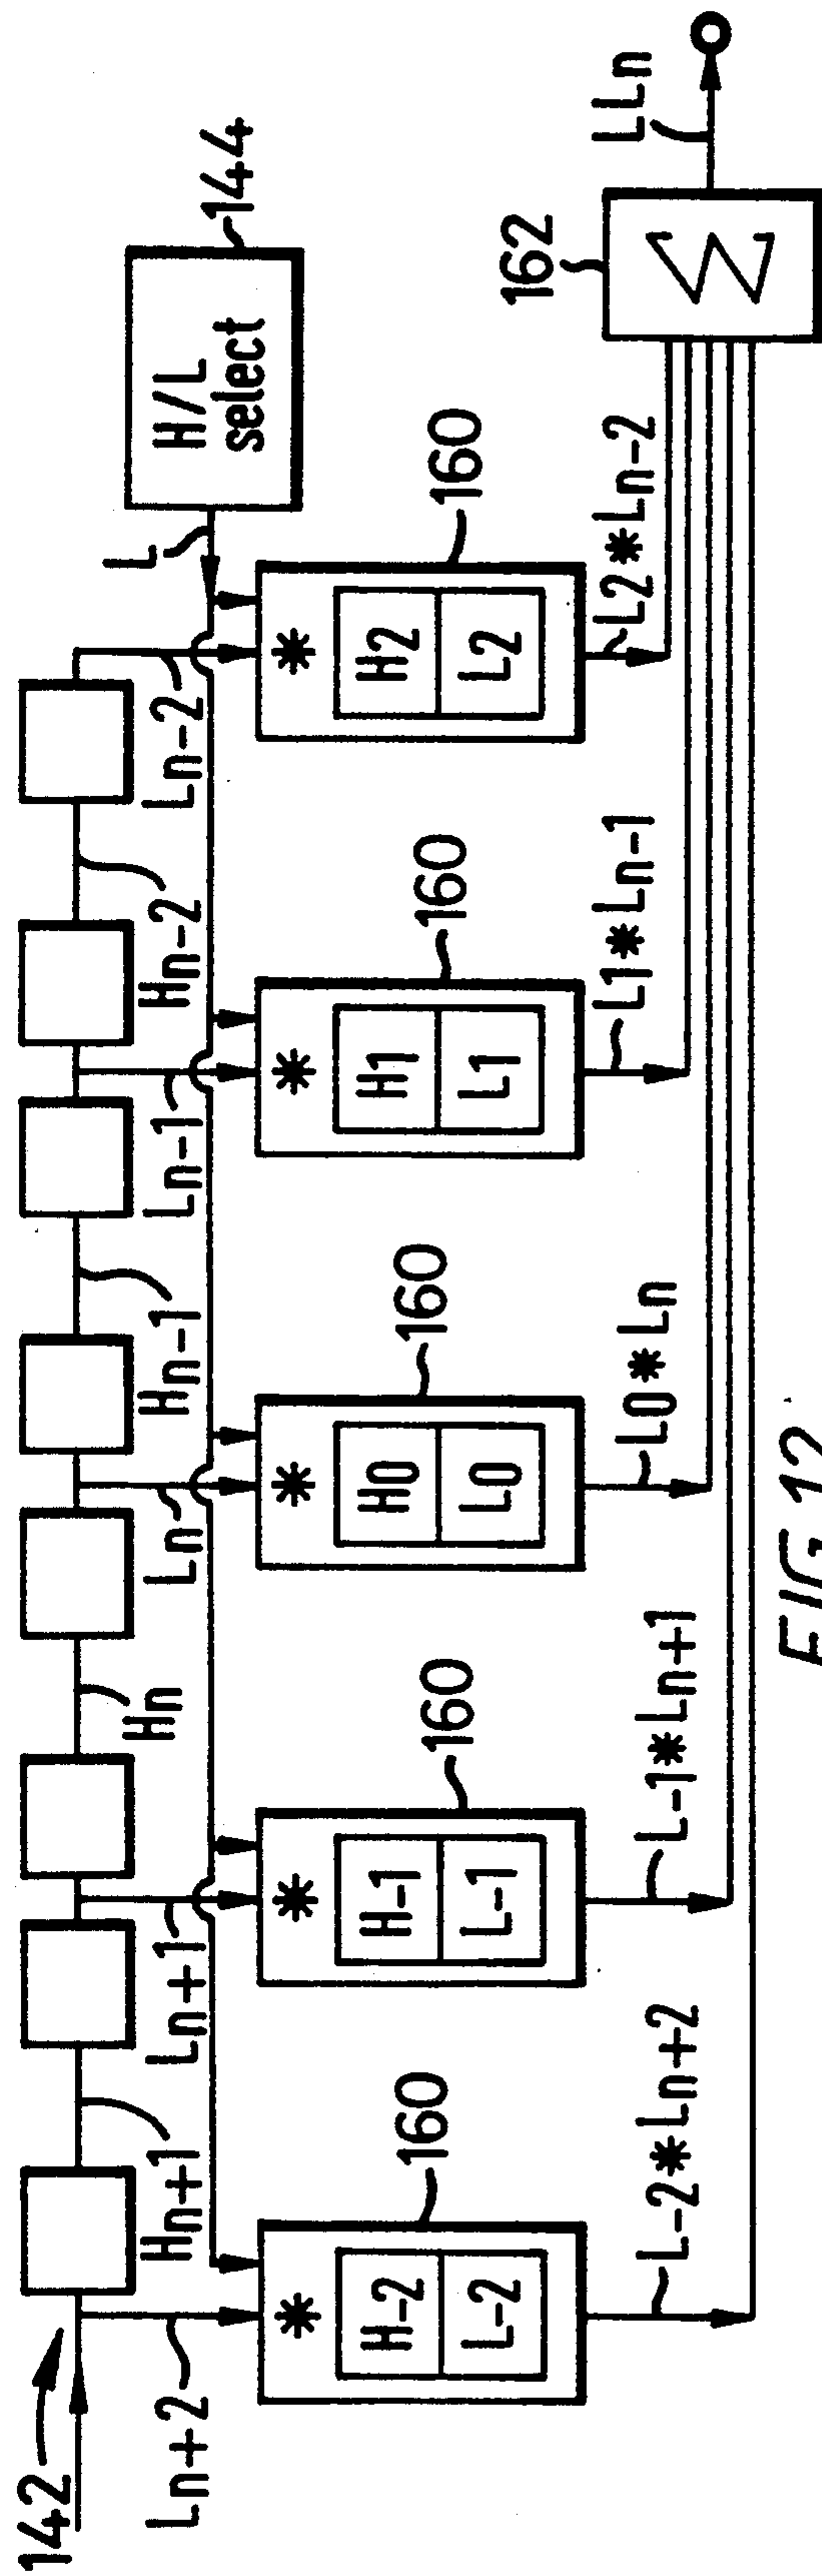 142
Hn+1
Hn
Hn-1
Hn-2
Ln+2
Ln+1
Ln
Ln-1
Ln-2
L
H/L
select
144
160
160
160
160
160
*
*
*
*
*
H-2
H-1
H0
H1
H2
L-2
L-1
L0
L1
L2
L-2*Ln+2
L-1*Ln+1
L0*Ln
L1*Ln-1
L2*Ln-2
162
Σ
LLn
FIG.12